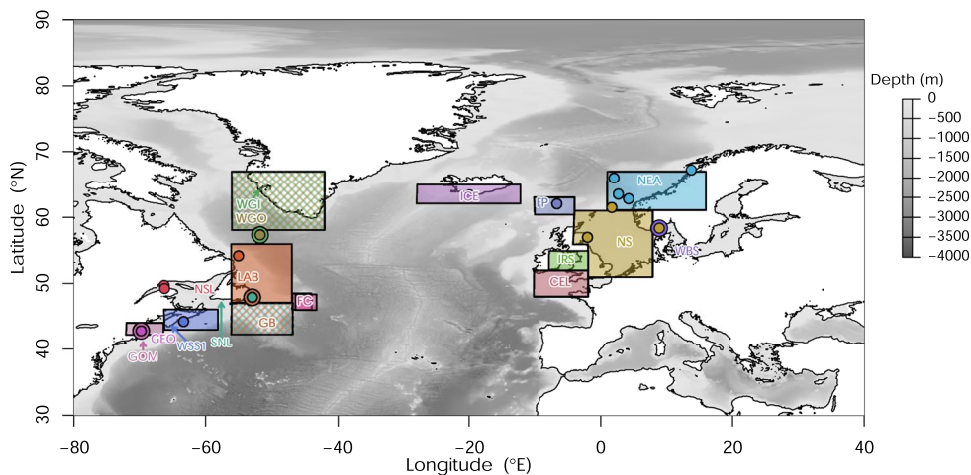 90
80
70
60
50
40
30
Latitude (°N)
−80
−60
−40
−20
0
20
40
Longitude (°E)
Depth (m)
0
−500
−1000
−1500
−2000
−2500
−3000
−3500
−4000
WGI
WGO
ICE
FP
NEA
NS
WBS
IRS
CEL
LAB
NSL
FC
GB
SNL
WSS1
GEO
GOM